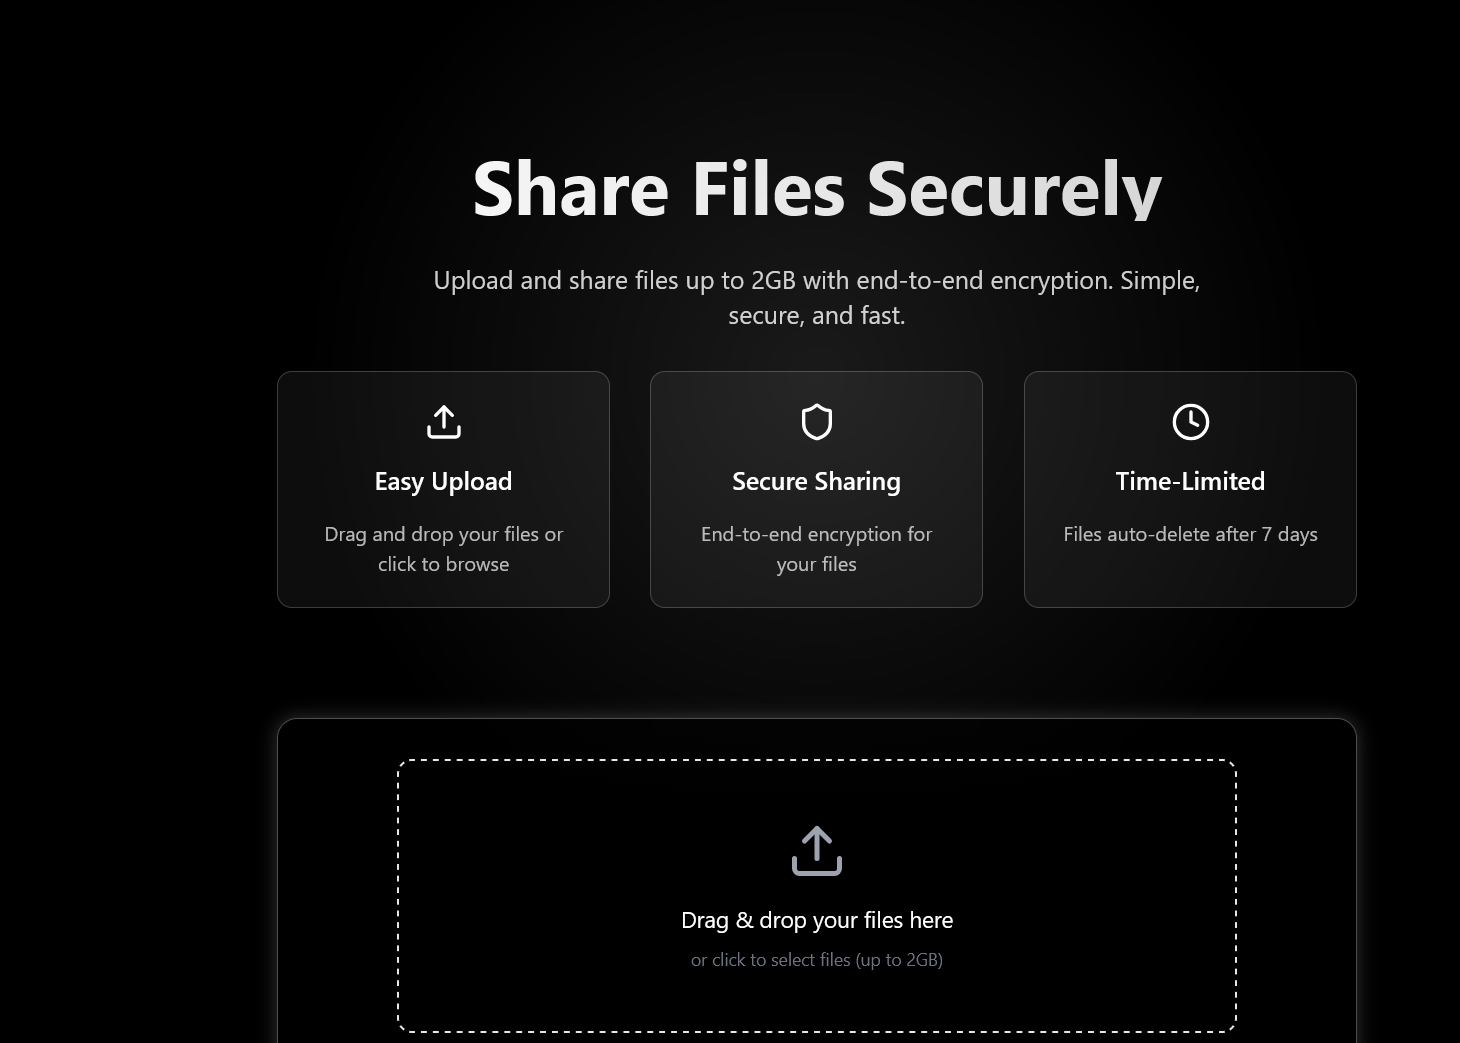 Share Files Securely
Upload and share files up to 2GB with end-to-end encryption. Simple,
secure, and fast.
Easy Upload
Drag and drop your files or
click to browse
Secure Sharing
End-to-end encryption for
your files
Time-Limited
Files auto-delete after 7 days
Drag & drop your files here
or click to select files (up to 2GB)